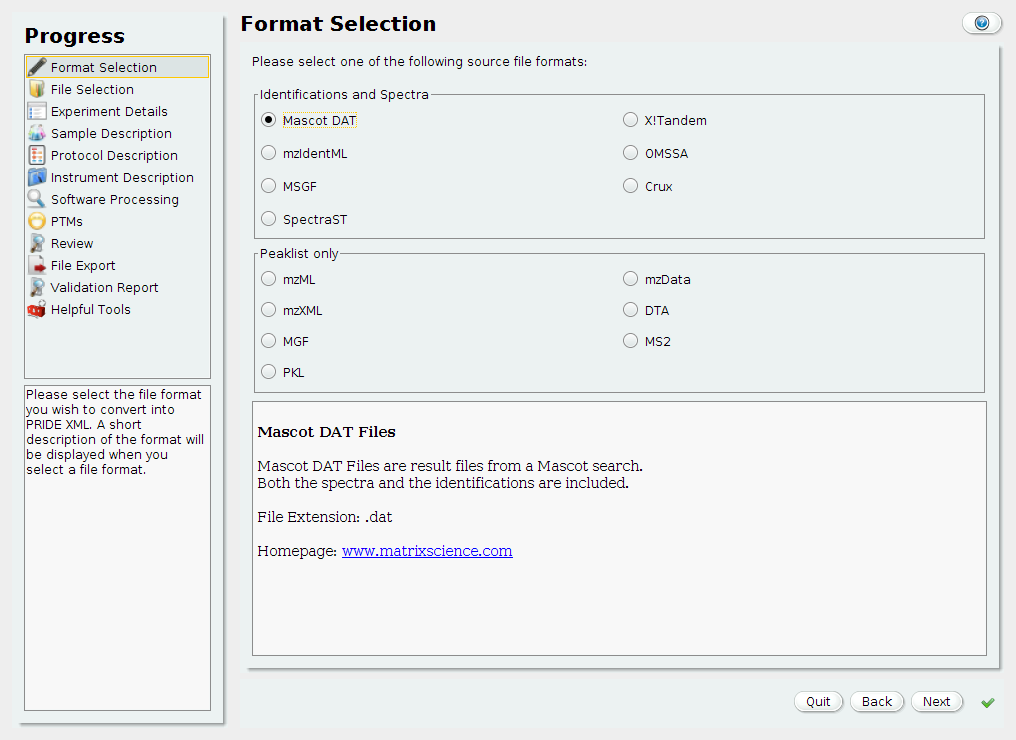 Progress
Format Selection
File Selection
Experiment Details
Sample Description
Protocol Description
Instrument Description
Software Processing
PTMs
Review
File Export
Validation Report
Helpful Tools
Please select the file format
you wish to convert into
PRIDE XML. A short
description of the format will
be displayed when you
select a file format.
Format Selection
Please select one of the following source file formats:
Identifications and Spectra
Mascot DAT
X!Tandem
mzIdentML
OMSSA
MSGF
Crux
SpectraST
Peaklist only
mzML
mzData
mzXML
DTA
MGF
MS2
PKL
Mascot DAT Files
Mascot DAT Files are result files from a Mascot search.
Both the spectra and the identifications are included.
File Extension: .dat
Homepage: www.matrixscience.com
Quit
Back
Next